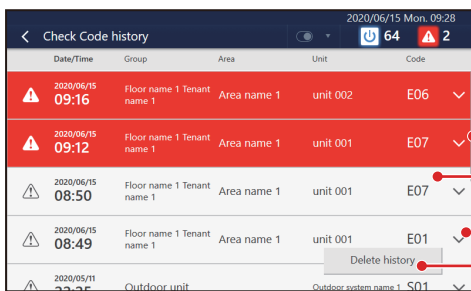 2020/06/15 Mon. 09:28
Check Code history
64
2
Date/Time Group Area Unit Code
2020/06/15
09:16
Floor name 1 Tenant
name 1
Area name 1 unit 002 E06
2020/06/15
09:12
Floor name 1 Tenant
name 1
Area name 1 unit 001 E07
2020/06/15
08:50
Floor name 1 Tenant
name 1
Area name 1 unit 001 E07
2020/06/15
08:49
Floor name 1 Tenant
name 1
Area name 1 unit 001 E01
Delete history
2020/05/11
Outdoor unit Outdoor system name 1 S01